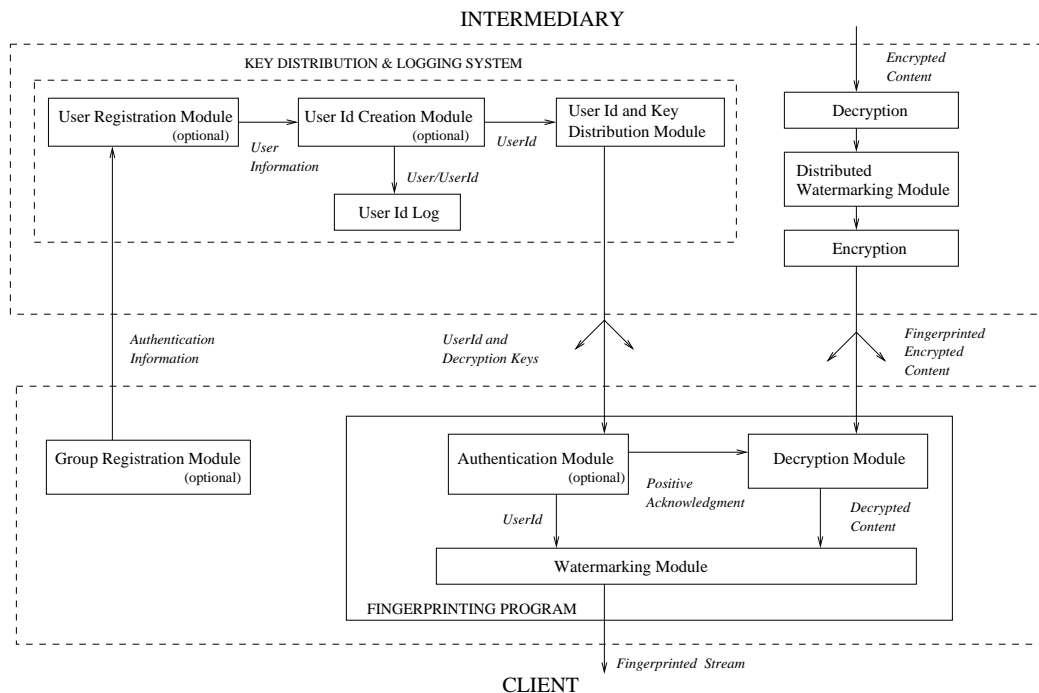 INTERMEDIARY
KEY DISTRIBUTION & LOGGING SYSTEM
User Registration Module
(optional)
User
Information
User Id Creation Module
(optional)
UserId
User Id and Key
Distribution Module
User/UserId
User Id Log
Encrypted
Content
Decryption
Distributed
Watermarking Module
Encryption
Authentication
Information
UserId and
Decryption Keys
Fingerprinted
Encrypted
Content
Group Registration Module
(optional)
Authentication Module
(optional)
Positive
Acknowledgment
Decryption Module
UserId
Decrypted
Content
Watermarking Module
FINGERPRINTING PROGRAM
Fingerprinted Stream
CLIENT